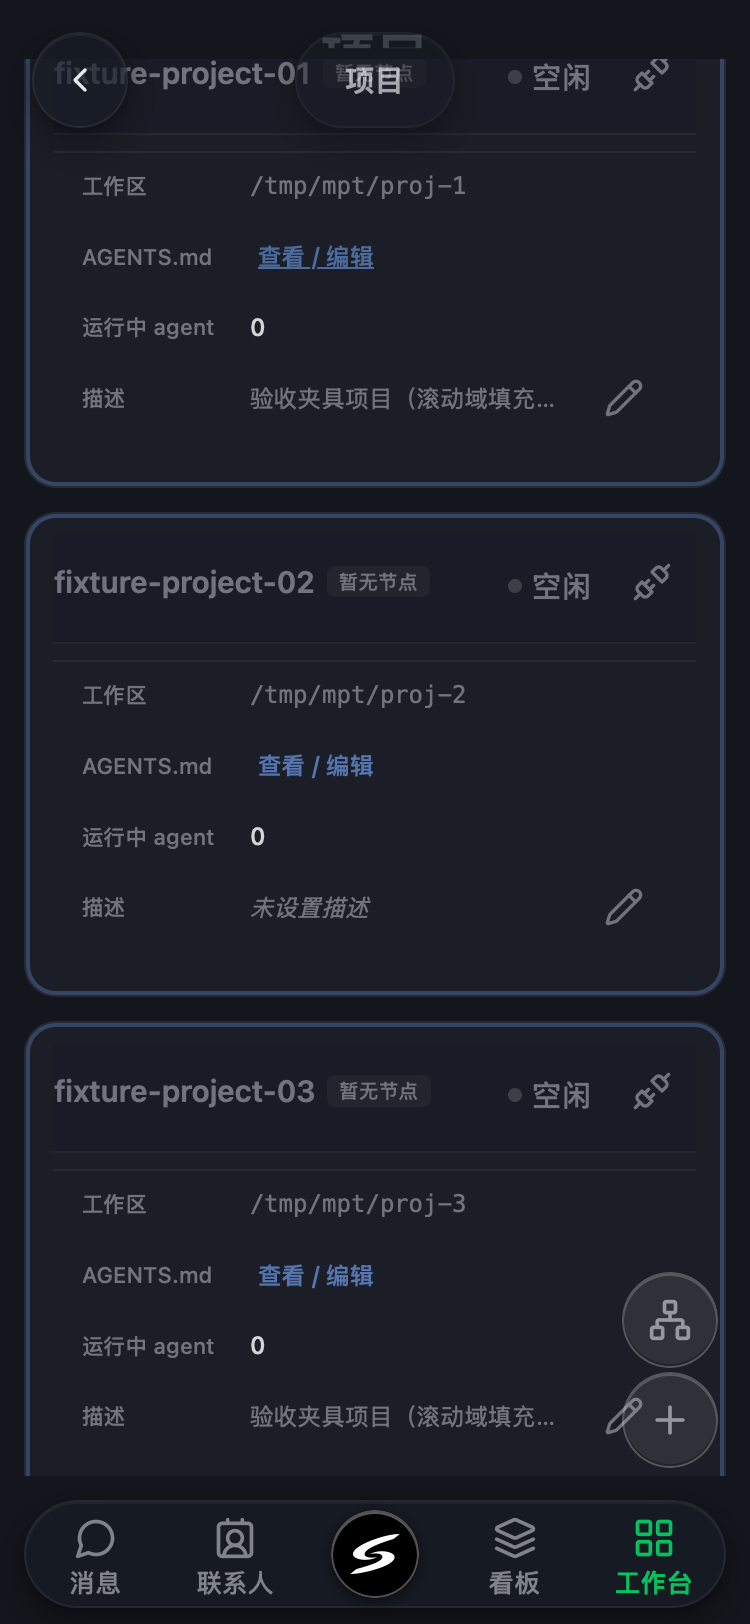 项目
fixture-project-01 暂无节点 空闲
项目
工作区 /tmp/mpt/proj-1
AGENTS.md 查看 / 编辑
运行中 agent 0
描述 验收夹具项目（滚动域填充...
fixture-project-02 暂无节点 空闲
工作区 /tmp/mpt/proj-2
AGENTS.md 查看 / 编辑
运行中 agent 0
描述 未设置描述
fixture-project-03 暂无节点 空闲
工作区 /tmp/mpt/proj-3
AGENTS.md 查看 / 编辑
运行中 agent 0
描述 验收夹具项目（滚动域填充...
消息 联系人 看板 工作台